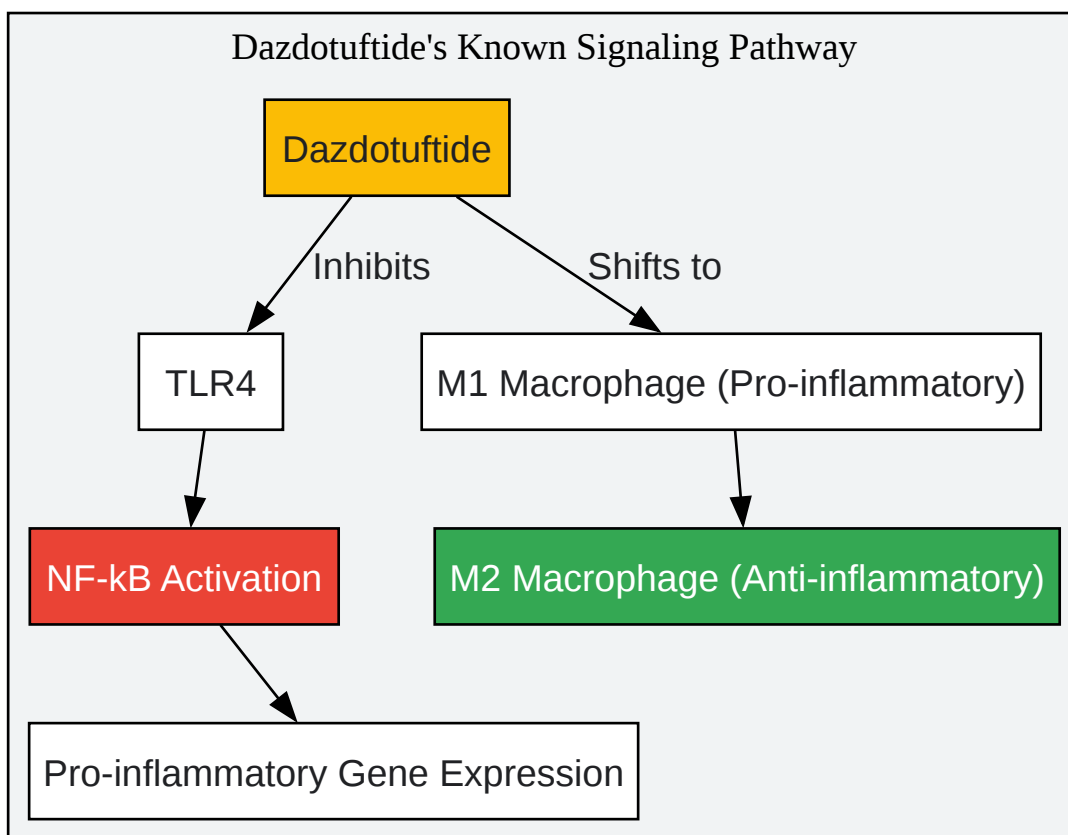 Dazdotuftide's Known Signaling Pathway
Dazdotuftide
Inhibits
Shifts to
TLR4
M1 Macrophage (Pro-inflammatory)
NF-kB Activation
M2 Macrophage (Anti-inflammatory)
Pro-inflammatory Gene Expression